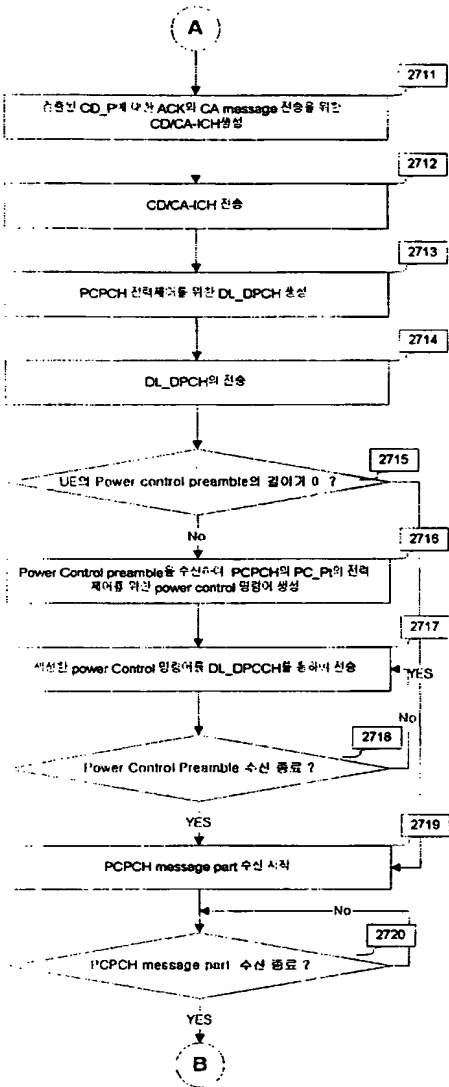 A
2711
검출된 CD_P에 대한 ACK와 CA message 전송을 위한
CD/CA-ICH생성
2712
CD/CA-ICH 전송
2713
PCPCH 전력제어를 위한 DL_DPCH 생성
2714
DL_DPCH의 전송
2715
UE의 Power control preamble의 길이가 0 ?
No
2716
Power Control preamble을 수신하여 PCPCH의 PC_P의 전력
제어를 위한 power control 명령어 생성
2717
생성한 power Control 명령어를 DL_DPCCH를 통하여 전송
YES
No
2718
Power Control Preamble 수신 종료 ?
YES
2719
PCPCH message part 수신 시작
No
2720
PCPCH message part 수신 종료 ?
YES
B